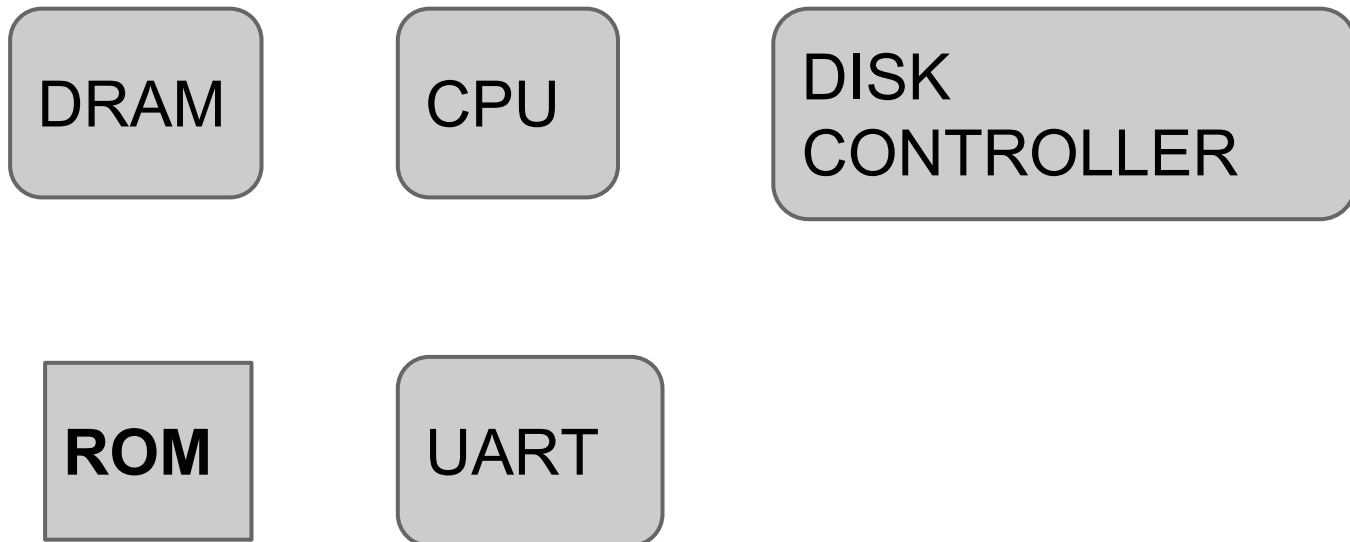 DRAM
CPU
DISK
CONTROLLER
ROM
UART